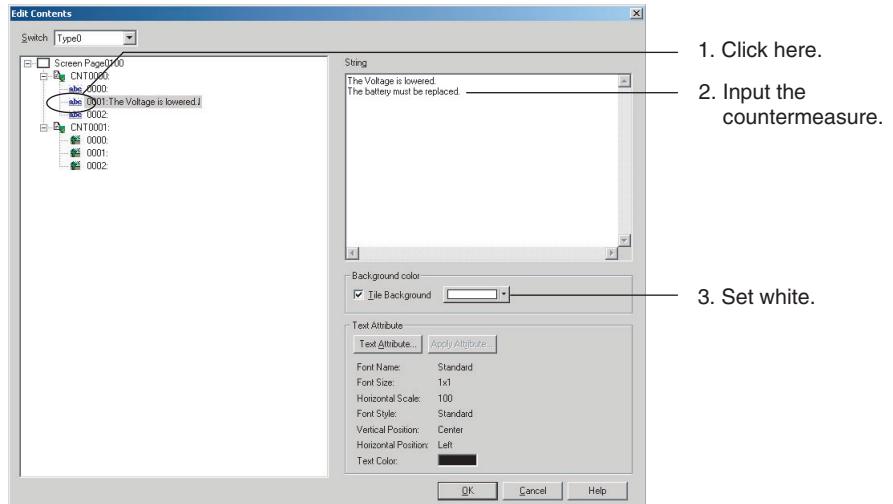 Edit Contents
Switch Type0
Screen Page0100
CNT0000:
abc 0000:
abc 0001:The Voltage is lowered.
abc 0002:
CNT0001:
0000:
0001:
0002:
String
The Voltage is lowered.
The battery must be replaced.
Background color
Tile Background
Text Attribute
Text Attribute... Apply Attribute...
Font Name: Standard
Font Size: 1x1
Horizontal Scale: 100
Font Style: Standard
Vertical Position: Center
Horizontal Position: Left
Text Color:
OK Cancel Help
1. Click here.
2. Input the
countermeasure.
3. Set white.